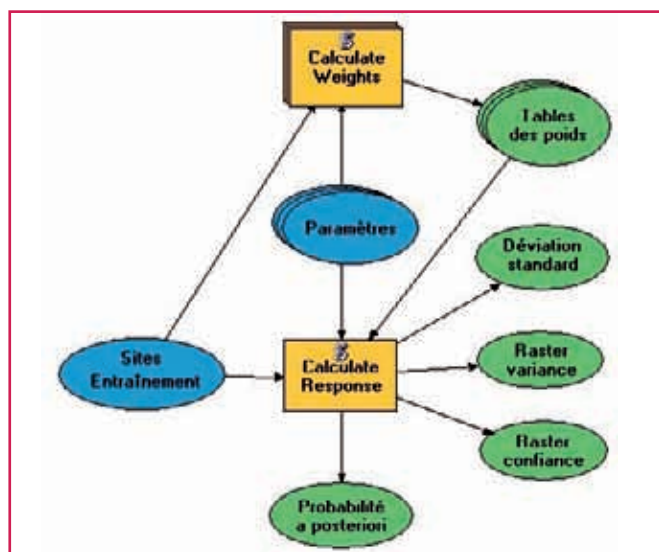 Calculate
Weights
Tables
des poids
Paramètres
Déviation
standard
Sites
Entraînement
Calculate
Response
Raster
variance
Raster
confiance
Probabilité
a posteriori